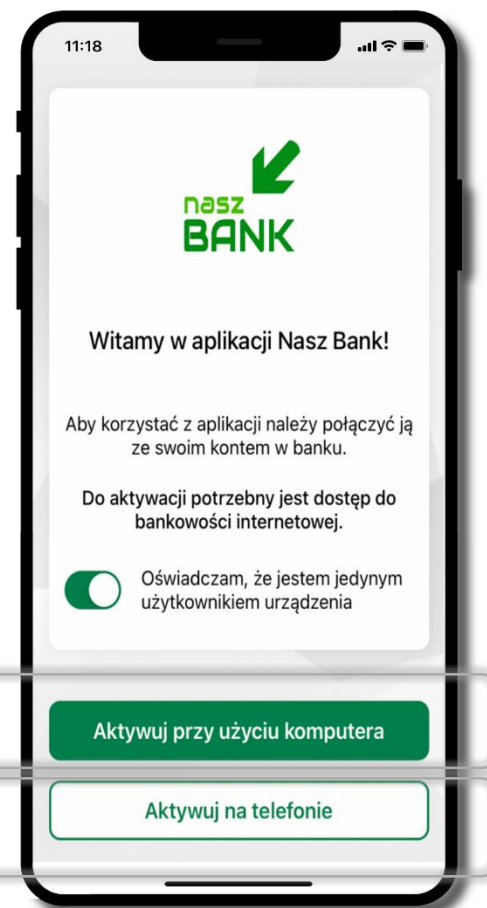 11:18
nasz
BANK
Witamy w aplikacji Nasz Bank!
Aby korzystać z aplikacji należy połączyć ją
ze swoim kontem w banku.
Do aktywacji potrzebny jest dostęp do
bankowości internetowej.
Oświadczam, że jestem jedynym
użytkownikiem urządzenia
Aktywuj przy użyciu komputera
Aktywuj na telefonie